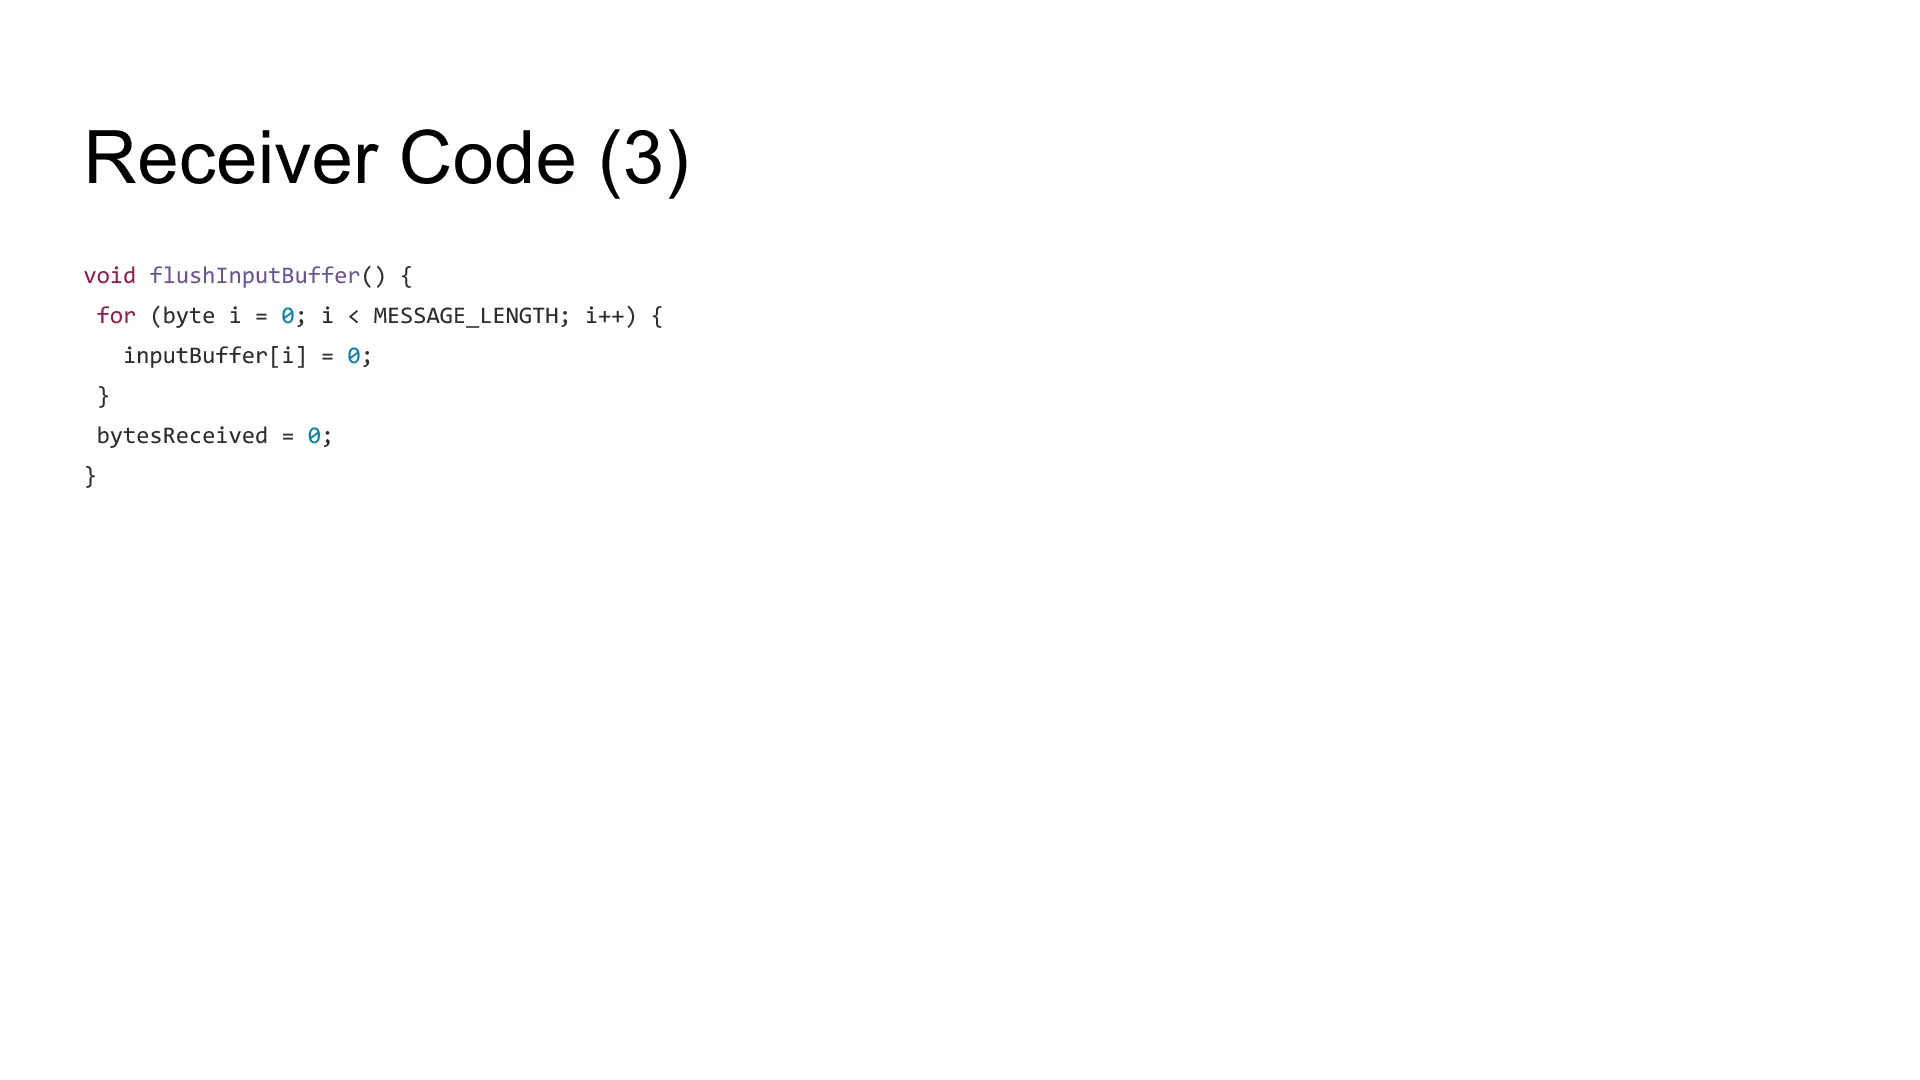 Receiver Code (3)
void flushInputBuffer() {
 for (byte i = 0; i < MESSAGE_LENGTH; i++) {
   inputBuffer[i] = 0;
 }
 bytesReceived = 0;
}